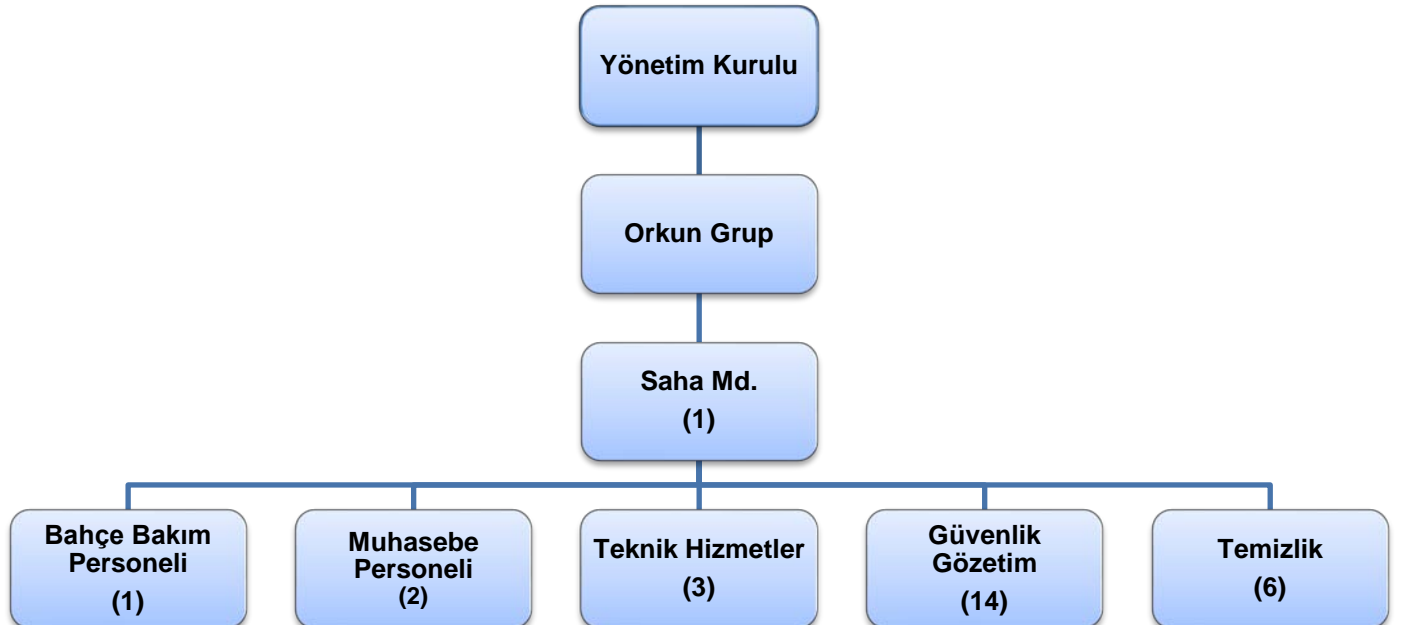 Yönetim Kurulu
Orkun Grup
Saha Md.
(1)
Bahçe Bakım
Personeli
(1)
Muhasebe
Personeli
(2)
Teknik Hizmetler
(3)
Güvenlik
Gözetim
(14)
Temizlik
(6)